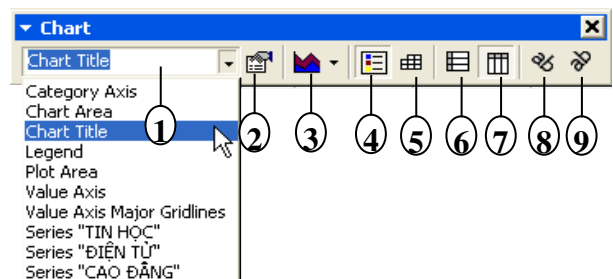 Chart
Chart Title
Category Axis
Chart Area
Chart Title
Legend
Plot Area
Value Axis
Value Axis Major Gridlines
Series "TIN HỌC"
Series "ĐIỆN TỬ"
Series "CAO ĐẲNG"
1 2 3 4 5 6 7 8 9